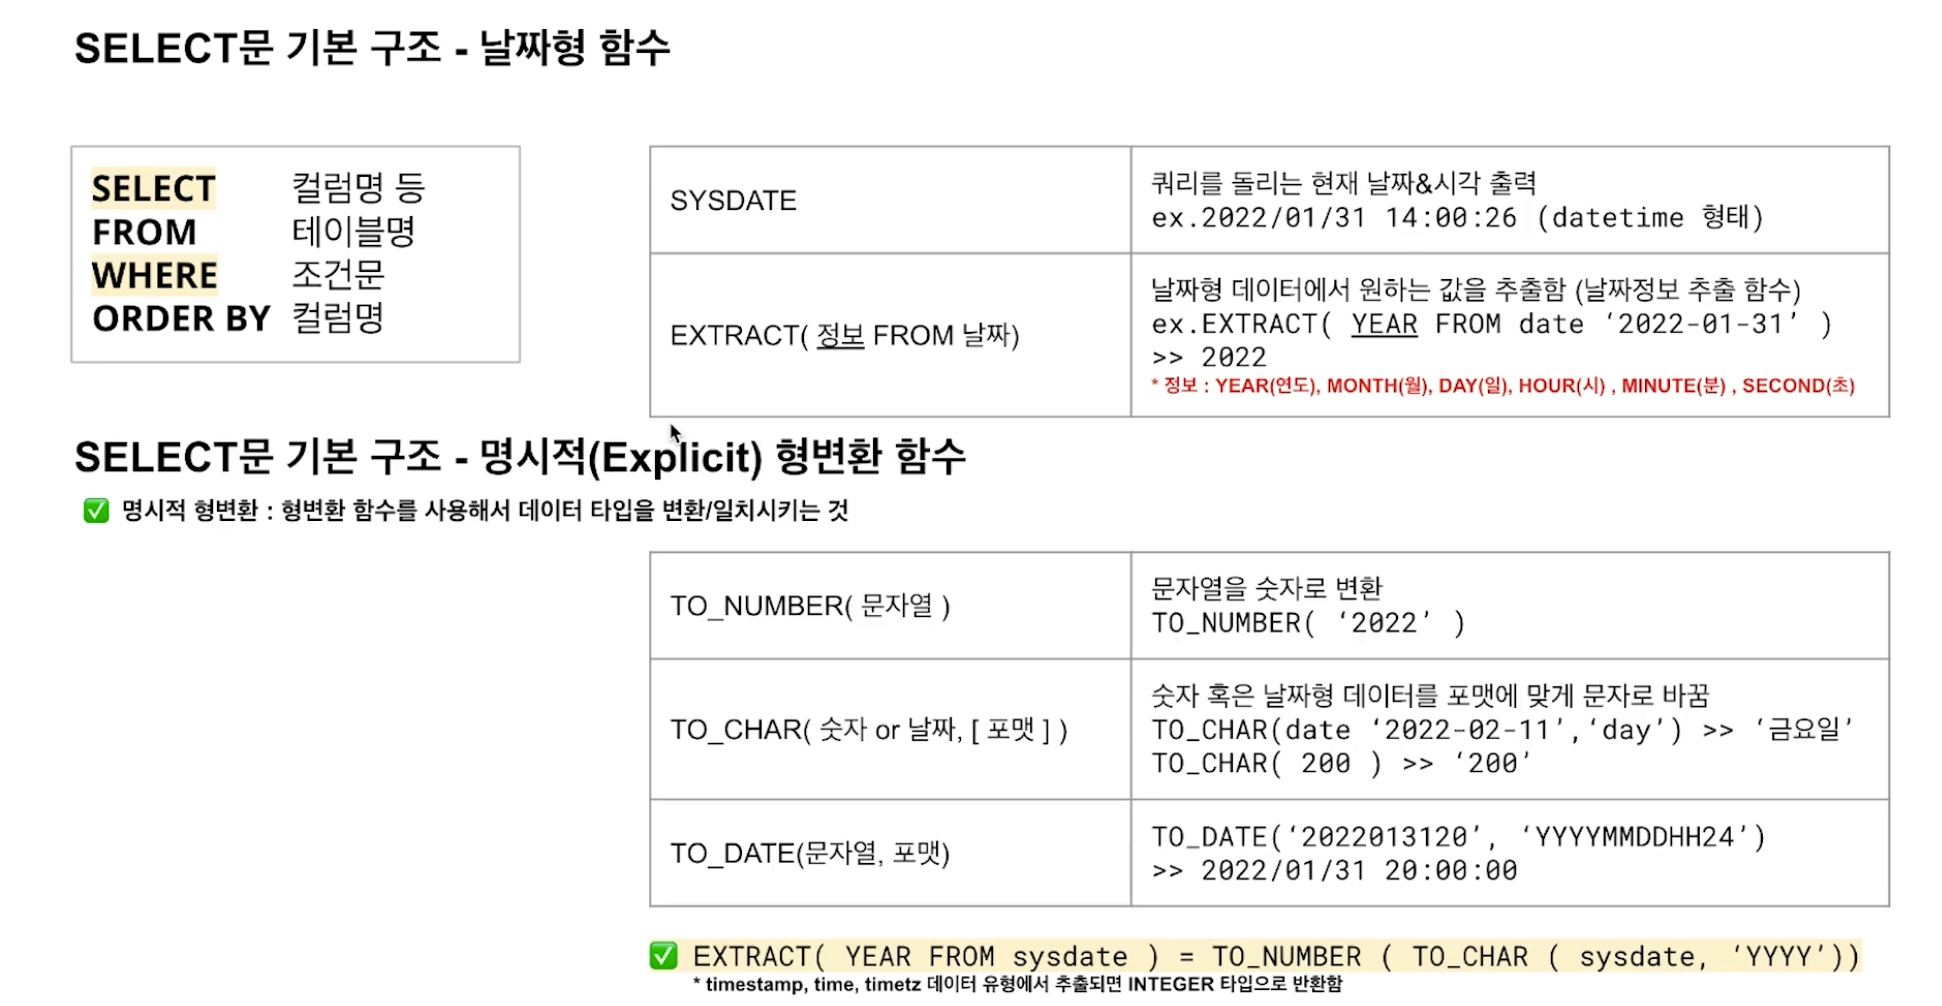 SELECT문 기본 구조 - 날짜형 함수
SELECT 컬럼명 등
FROM 테이블명
WHERE 조건문
ORDER BY 컬럼명
SYSDATE
쿼리를 돌리는 현재 날짜&시각 출력
ex.2022/01/31 14:00:26 (datetime 형태)
EXTRACT( 정보 FROM 날짜)
날짜형 데이터에서 원하는 값을 추출함 (날짜정보 추출 함수)
ex.EXTRACT( YEAR FROM date ‘2022-01-31’ )
>> 2022
* 정보 : YEAR(연도), MONTH(월), DAY(일), HOUR(시) , MINUTE(분) , SECOND(초)
SELECT문 기본 구조 - 명시적(Explicit) 형변환 함수
✅ 명시적 형변환 : 형변환 함수를 사용해서 데이터 타입을 변환/일치시키는 것
TO_NUMBER( 문자열 )
문자열을 숫자로 변환
TO_NUMBER( ‘2022’ )
TO_CHAR( 숫자 or 날짜, [ 포맷 ] )
숫자 혹은 날짜형 데이터를 포맷에 맞게 문자로 바꿈
TO_CHAR(date ‘2022-02-11’,‘day’) >> ‘금요일’
TO_CHAR( 200 ) >> ‘200’
TO_DATE(문자열, 포맷)
TO_DATE(‘2022013120’, ‘YYYYMMDDHH24’)
>> 2022/01/31 20:00:00
✅ EXTRACT( YEAR FROM sysdate ) = TO_NUMBER ( TO_CHAR ( sysdate, ‘YYYY’))
* timestamp, time, timetz 데이터 유형에서 추출되면 INTEGER 타입으로 반환함